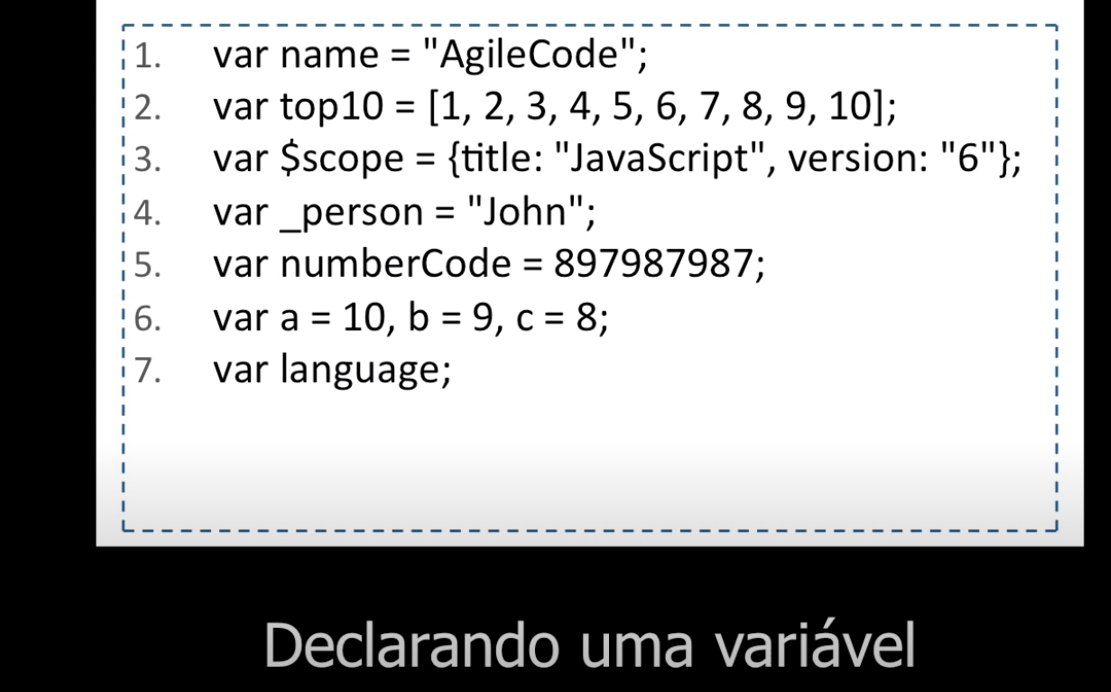 1. var name = "AgileCode";
2. var top10 = [1, 2, 3, 4, 5, 6, 7, 8, 9, 10];
3. var $scope = {title: "JavaScript", version: "6"};
4. var _person = "John";
5. var numberCode = 897987987;
6. var a = 10, b = 9, c = 8;
7. var language;
Declarando uma variável